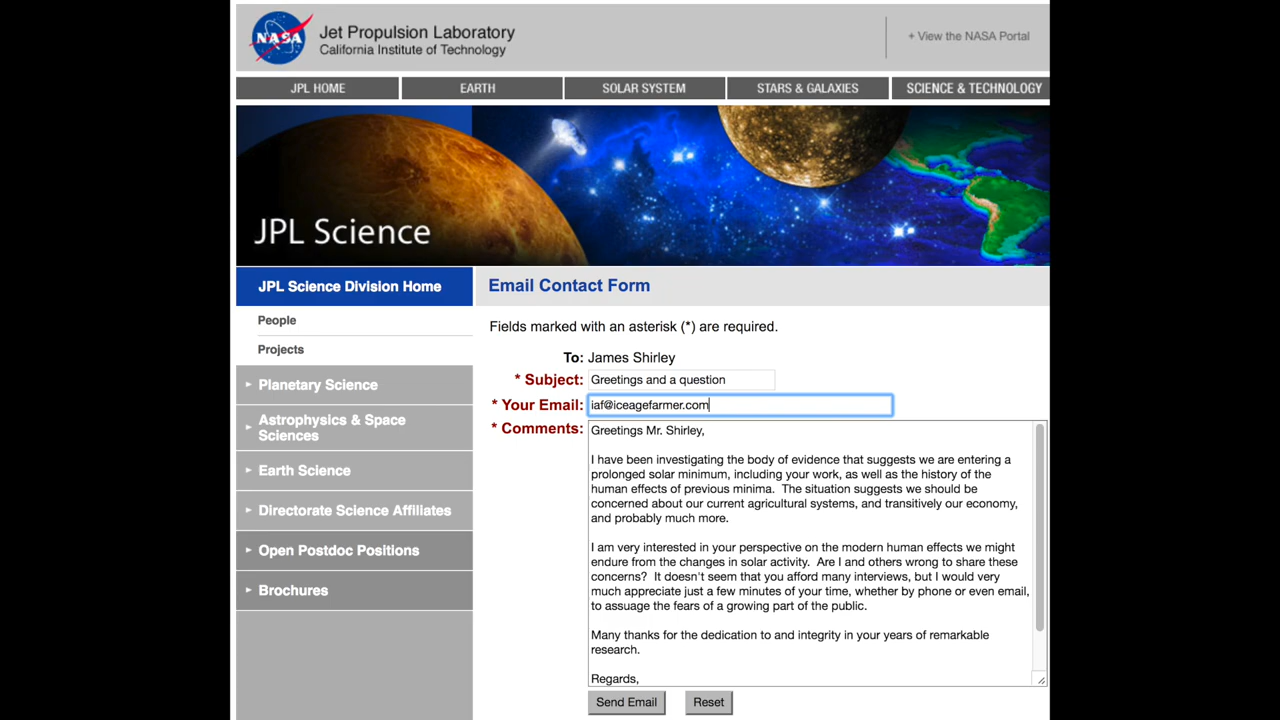 NASA
Jet Propulsion Laboratory
California Institute of Technology
+ View the NASA Portal
JPL HOME
EARTH
SOLAR SYSTEM
STARS & GALAXIES
SCIENCE & TECHNOLOGY
JPL Science
JPL Science Division Home
People
Projects
Planetary Science
Astrophysics & Space
Sciences
Earth Science
Directorate Science Affiliates
Open Postdoc Positions
Brochures
Email Contact Form
Fields marked with an asterisk (*) are required.
To: James Shirley
* Subject: Greetings and a question
* Your Email: iaf@iceagefarmer.com
* Comments: Greetings Mr. Shirley,
I have been investigating the body of evidence that suggests we are entering a
prolonged solar minimum, including your work, as well as the history of the
human effects of previous minima.  The situation suggests we should be
concerned about our current agricultural systems, and transitively our economy,
and probably much more.
I am very interested in your perspective on the modern human effects we might
endure from the changes in solar activity.  Are I and others wrong to share these
concerns?  It doesn't seem that you afford many interviews, but I would very
much appreciate just a few minutes of your time, whether by phone or even email,
to assuage the fears of a growing part of the public.
Many thanks for the dedication to and integrity in your years of remarkable
research.
Regards,
Send Email
Reset